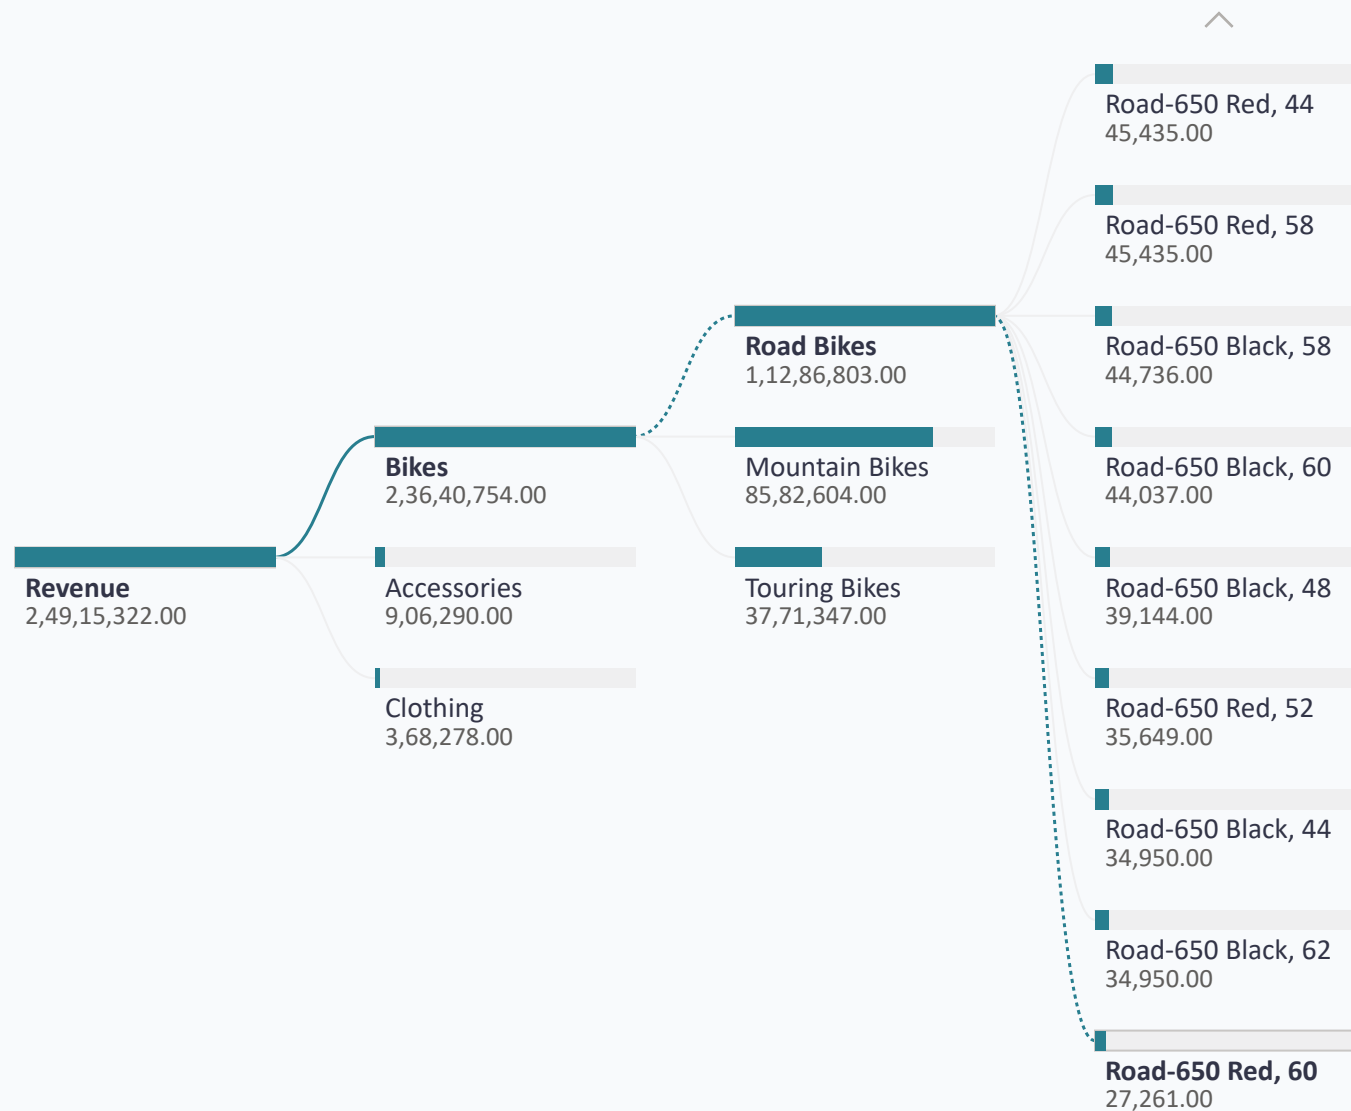 Revenue
2,49,15,322.00
Bikes
2,36,40,754.00
Accessories
9,06,290.00
Clothing
3,68,278.00
Road Bikes
1,12,86,803.00
Mountain Bikes
85,82,604.00
Touring Bikes
37,71,347.00
Road-650 Red, 44
45,435.00
Road-650 Red, 58
45,435.00
Road-650 Black, 58
44,736.00
Road-650 Black, 60
44,037.00
Road-650 Black, 48
39,144.00
Road-650 Red, 52
35,649.00
Road-650 Black, 44
34,950.00
Road-650 Black, 62
34,950.00
Road-650 Red, 60
27,261.00